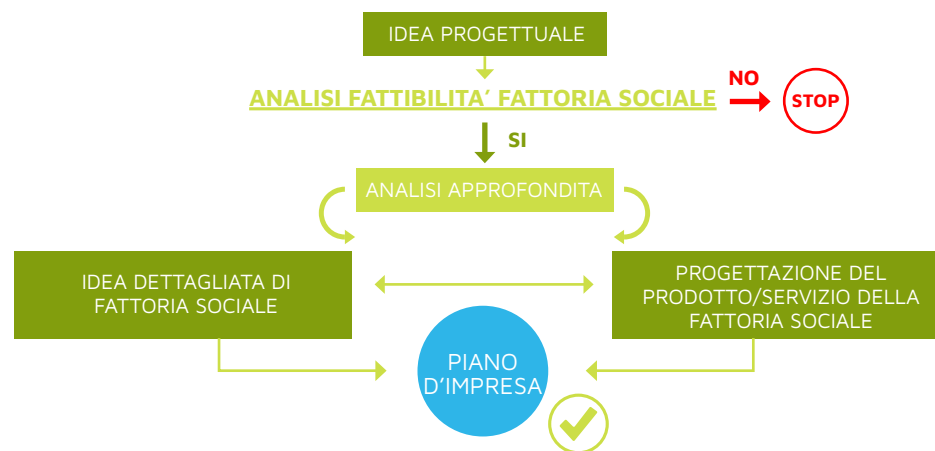 IDEA PROGETTUALE
ANALISI FATTIBILITA’ FATTORIA SOCIALE
NO
STOP
SI
ANALISI APPROFONDITA
IDEA DETTAGLIATA DI
FATTORIA SOCIALE
PROGETTAZIONE DEL
PRODOTTO/SERVIZIO DELLA
FATTORIA SOCIALE
PIANO
D’IMPRESA